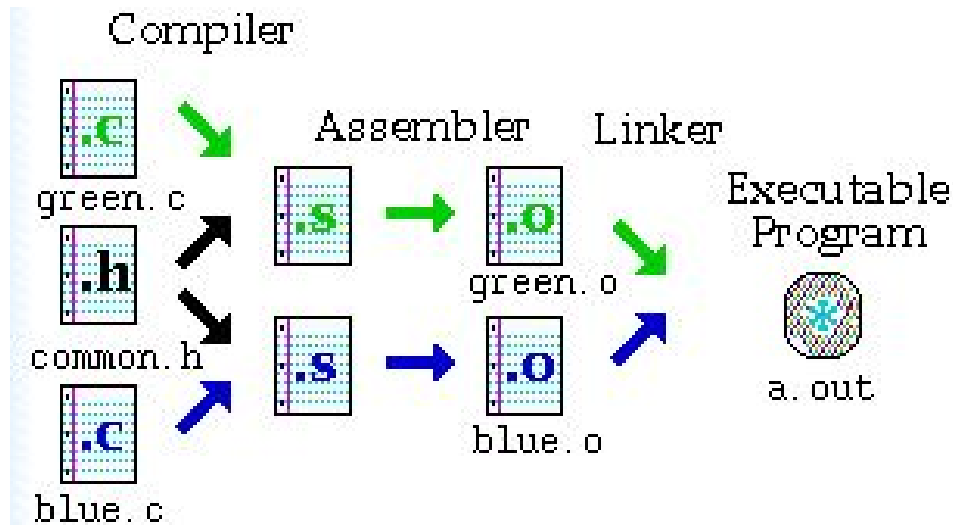 Compiler
.c
green.c
.h
common.h
.c
blue.c
Assembler
.s
.o
green.o
.s
.o
blue.o
Linker
Executable
Program
a.out